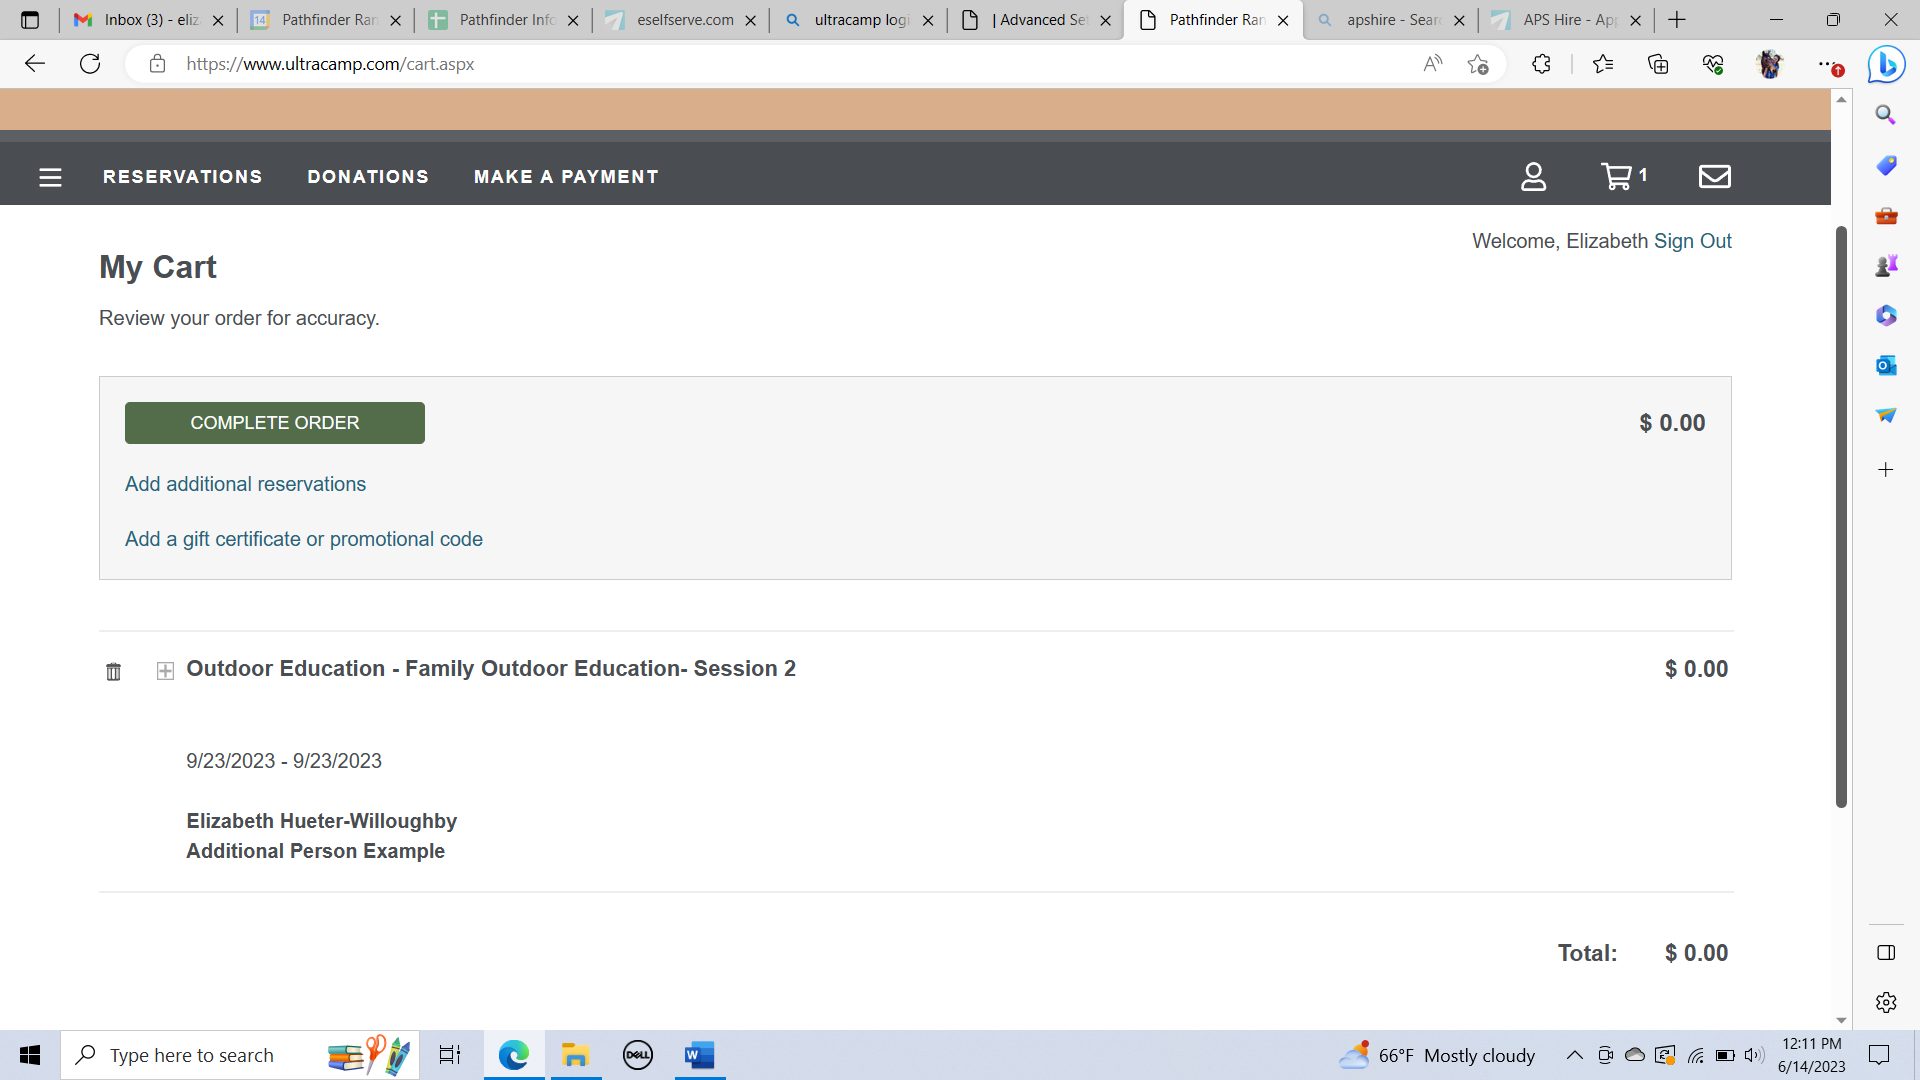 Inbox (3) - eliz
Pathfinder Ran
Pathfinder Info
eselfserve.com
ultracamp logi
| Advanced Se
Pathfinder Ran
apshire - Sear
APS Hire - Ap
https://www.ultracamp.com/cart.aspx
RESERVATIONS DONATIONS MAKE A PAYMENT 1
Welcome, Elizabeth Sign Out
My Cart
Review your order for accuracy.
COMPLETE ORDER $ 0.00
Add additional reservations
Add a gift certificate or promotional code
Outdoor Education - Family Outdoor Education- Session 2 $ 0.00
9/23/2023 - 9/23/2023
Elizabeth Hueter-Willoughby
Additional Person Example
Total: $ 0.00
Type here to search
DELL
W
66°F Mostly cloudy
12:11 PM
6/14/2023